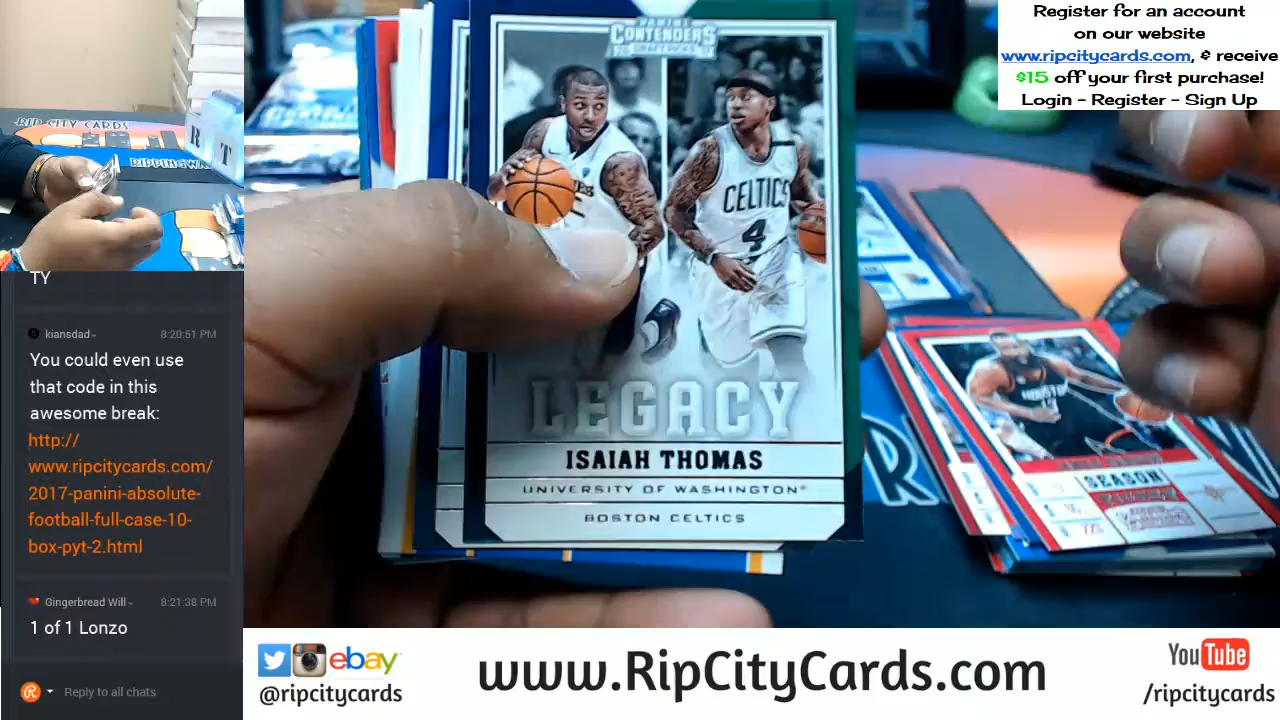 Register for an account
on our website
www.ripcitycards.com, & receive
$15 off your first purchase!
Login - Register - Sign Up
RIP CITY CARDS
R
T
PANINI
CONTENDERS
CELTICS
4
LEGACY
ISAIAH THOMAS
UNIVERSITY OF WASHINGTON®
BOSTON CELTICS
HOUSTON
SEASON
TY
kiansdad
8:20:51 PM
You could even use
that code in this
awesome break:
http://
www.ripcitycards.com/
2017-panini-absolute-
football-full-case-10-
box-pyt-2.html
Gingerbread Will
8:21:38 PM
1 of 1 Lonzo
Reply to all chats
ebay
@ripcitycards
www.RipCityCards.com
YouTube
/ripcitycards